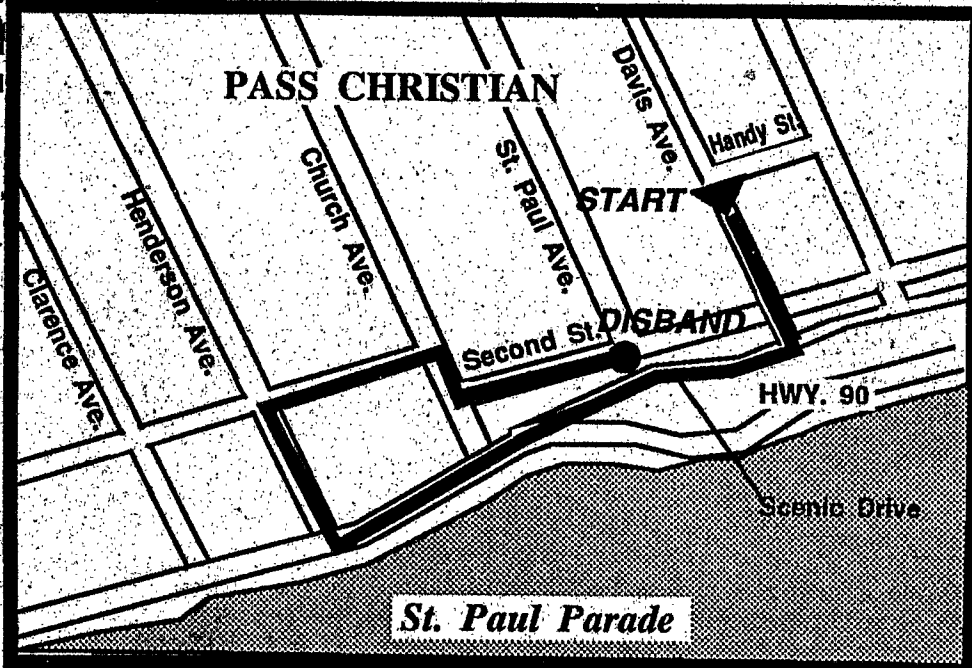 PASS CHRISTIAN
Davis Ave.
Handy St.
St. Paul Ave.
Church Ave.
Henderson Ave.
Clarence Ave.
START
DISBAND
Second St.
HWY. 90
Scenic Drive
St. Paul Parade